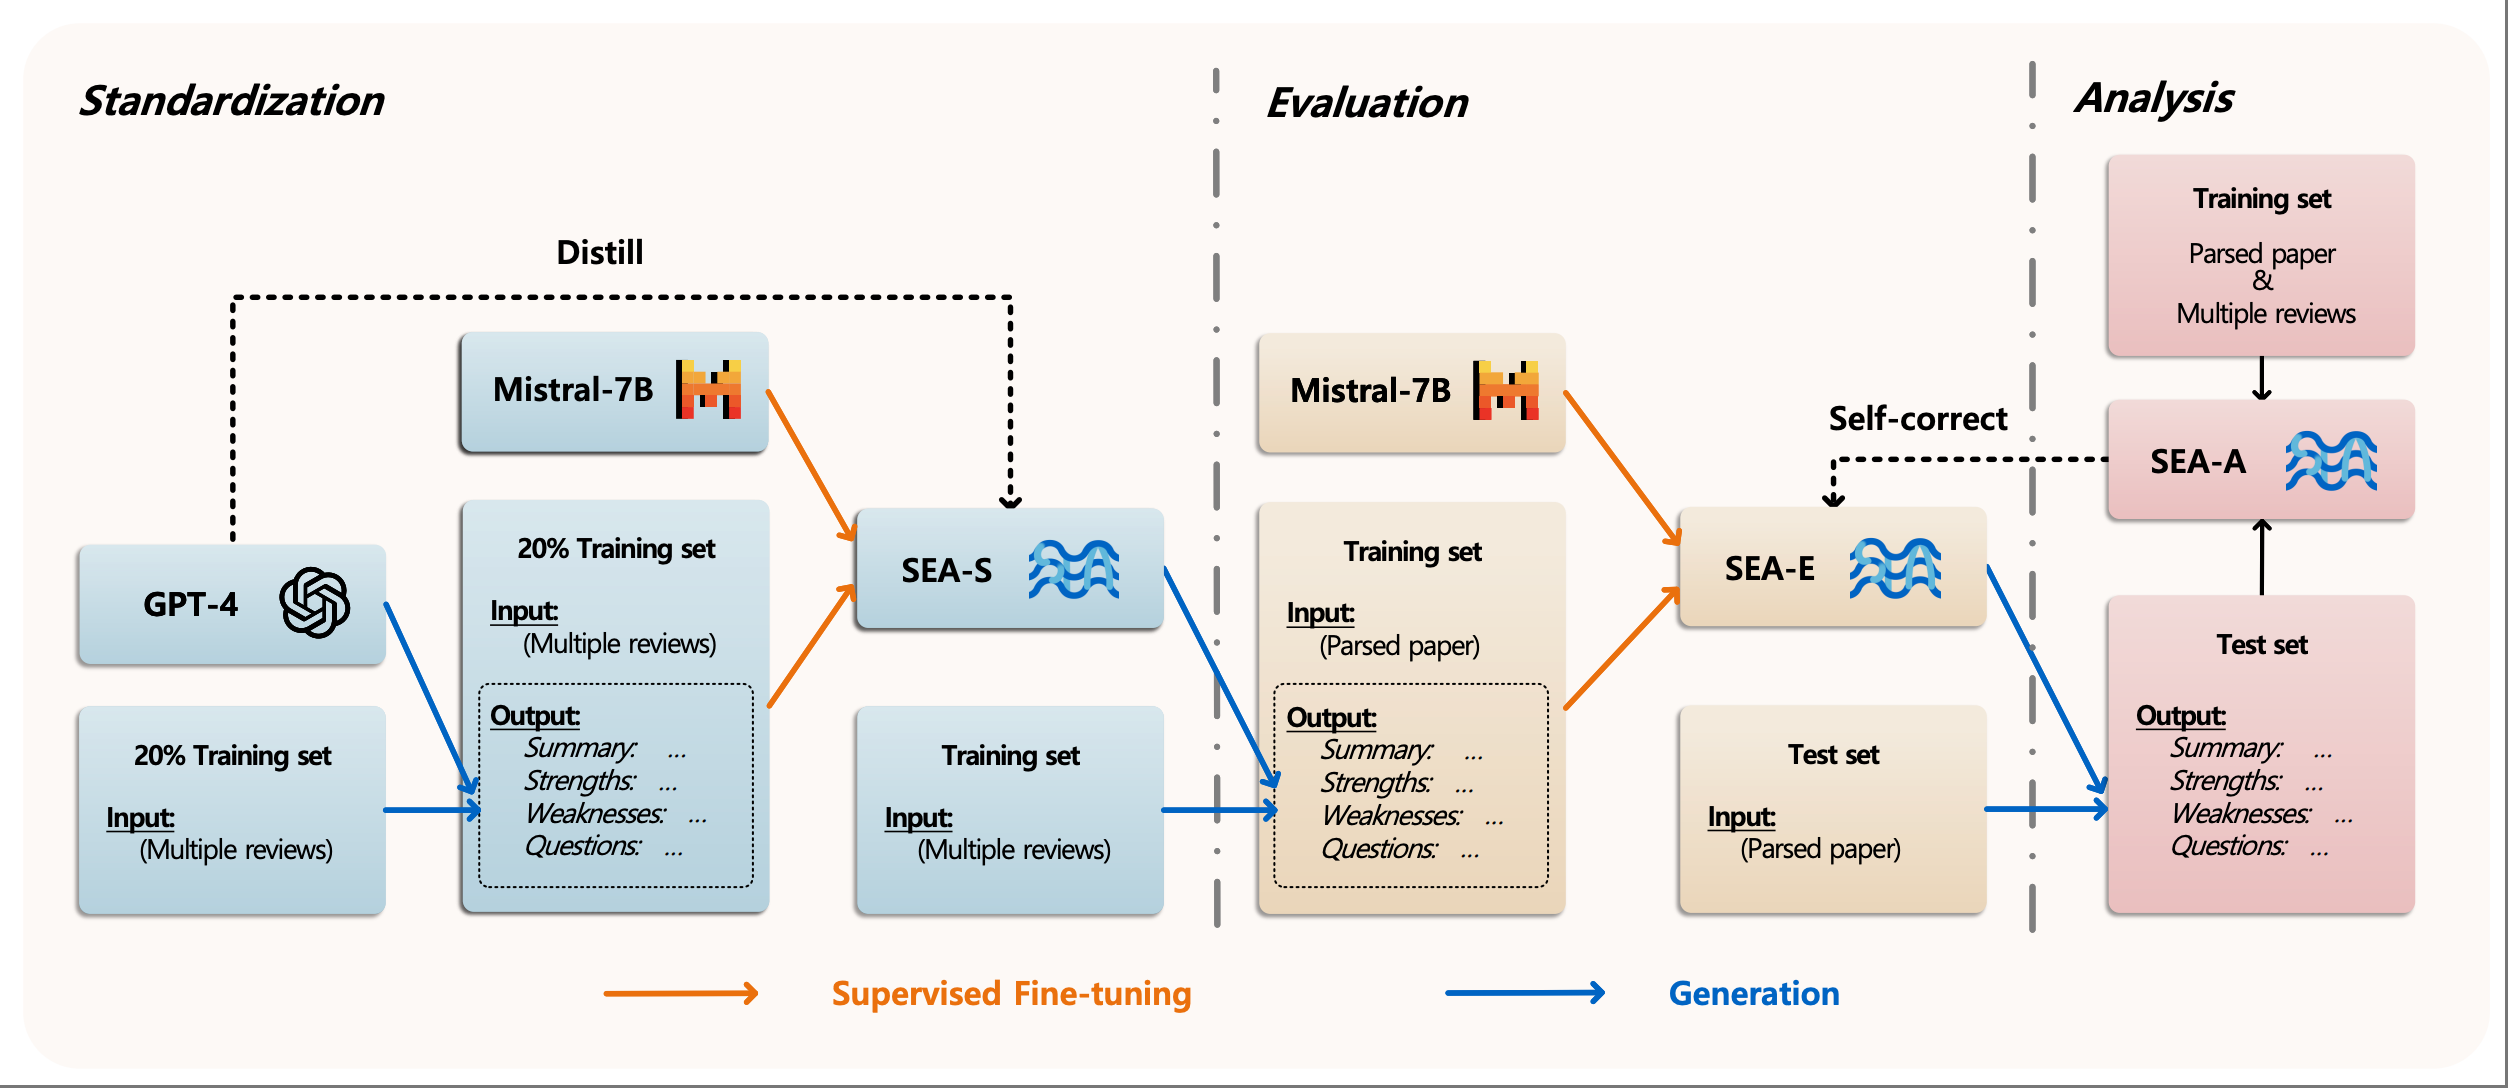 Standardization
Distill
Mistral-7B
GPT-4
20% Training set
Input:
(Multiple reviews)
20% Training set
Input:
(Multiple reviews)
Output:
Summary: ...
Strengths: ...
Weaknesses: ...
Questions: ...
SEA-S
Training set
Input:
(Multiple reviews)
Evaluation
Mistral-7B
Training set
Input:
(Parsed paper)
Output:
Summary: ...
Strengths: ...
Weaknesses: ...
Questions: ...
Self-correct
SEA-E
Test set
Input:
(Parsed paper)
Analysis
Training set
Parsed paper
&
Multiple reviews
SEA-A
Test set
Output:
Summary: ...
Strengths: ...
Weaknesses: ...
Questions: ...
Supervised Fine-tuning
Generation